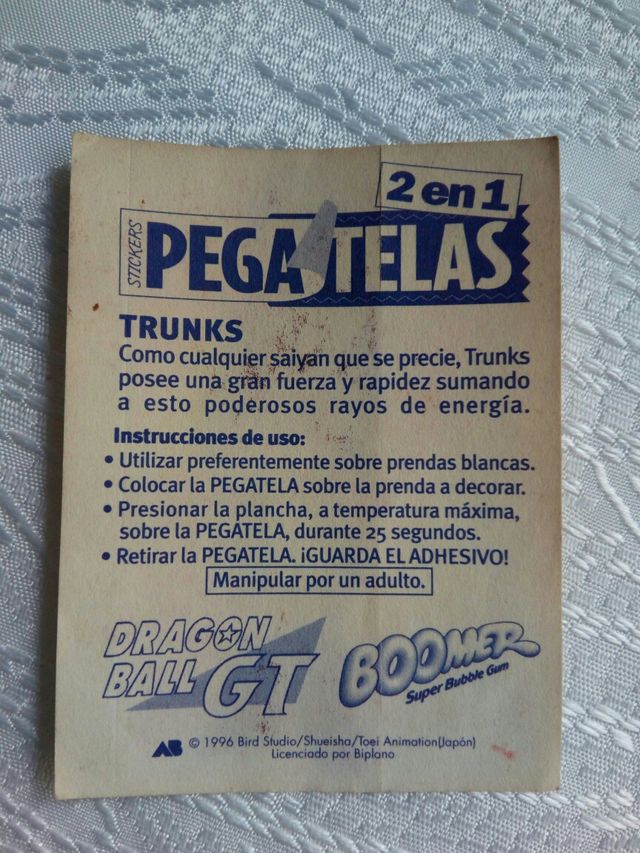 2 en 1
STICKERS
PEGATELAS
TRUNKS
Como cualquier saiyan que se precie, Trunks
posee una gran fuerza y rapidez sumando
a esto poderosos rayos de energía.
Instrucciones de uso:
• Utilizar preferentemente sobre prendas blancas.
• Colocar la PEGATELA sobre la prenda a decorar.
• Presionar la plancha, a temperatura máxima,
sobre la PEGATELA, durante 25 segundos.
• Retirar la PEGATELA. ¡GUARDA EL ADHESIVO!
Manipular por un adulto.
DRAGON
BALL GT
BOOMER
Super Bubble Gum
AB © 1996 Bird Studio/Shueisha/Toei Animation(Japón)
Licenciado por Biplano